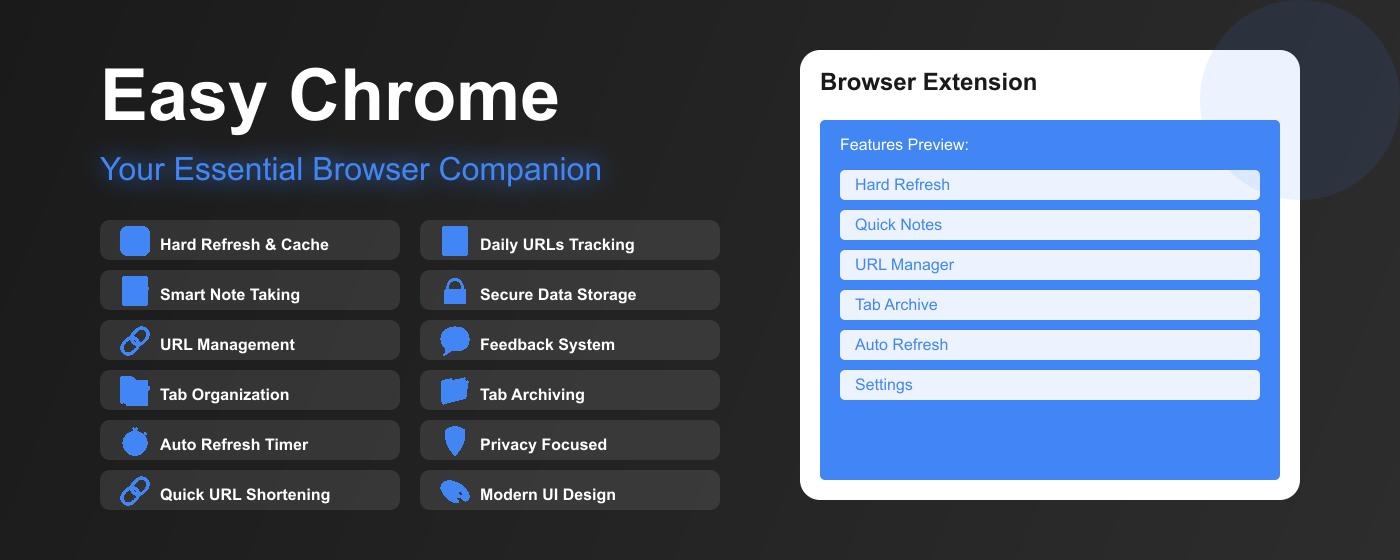 Easy Chrome
Your Essential Browser Companion
Hard Refresh & Cache
Daily URLs Tracking
Smart Note Taking
Secure Data Storage
URL Management
Feedback System
Tab Organization
Tab Archiving
Auto Refresh Timer
Privacy Focused
Quick URL Shortening
Modern UI Design
Browser Extension
Features Preview:
Hard Refresh
Quick Notes
URL Manager
Tab Archive
Auto Refresh
Settings